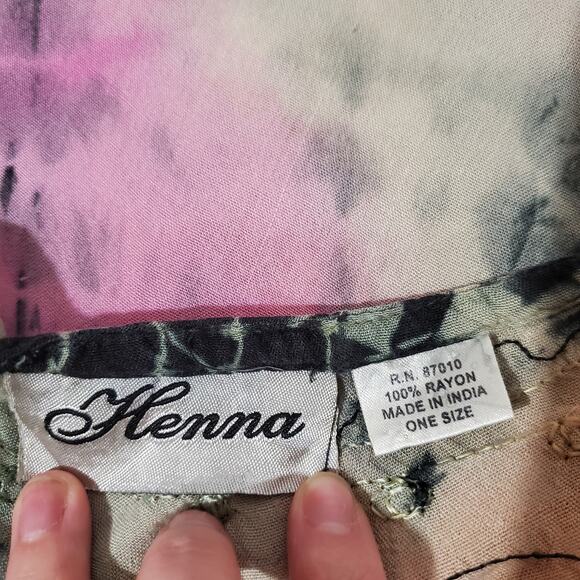 Henna
R.N. 87010
100% RAYON
MADE IN INDIA
ONE SIZE